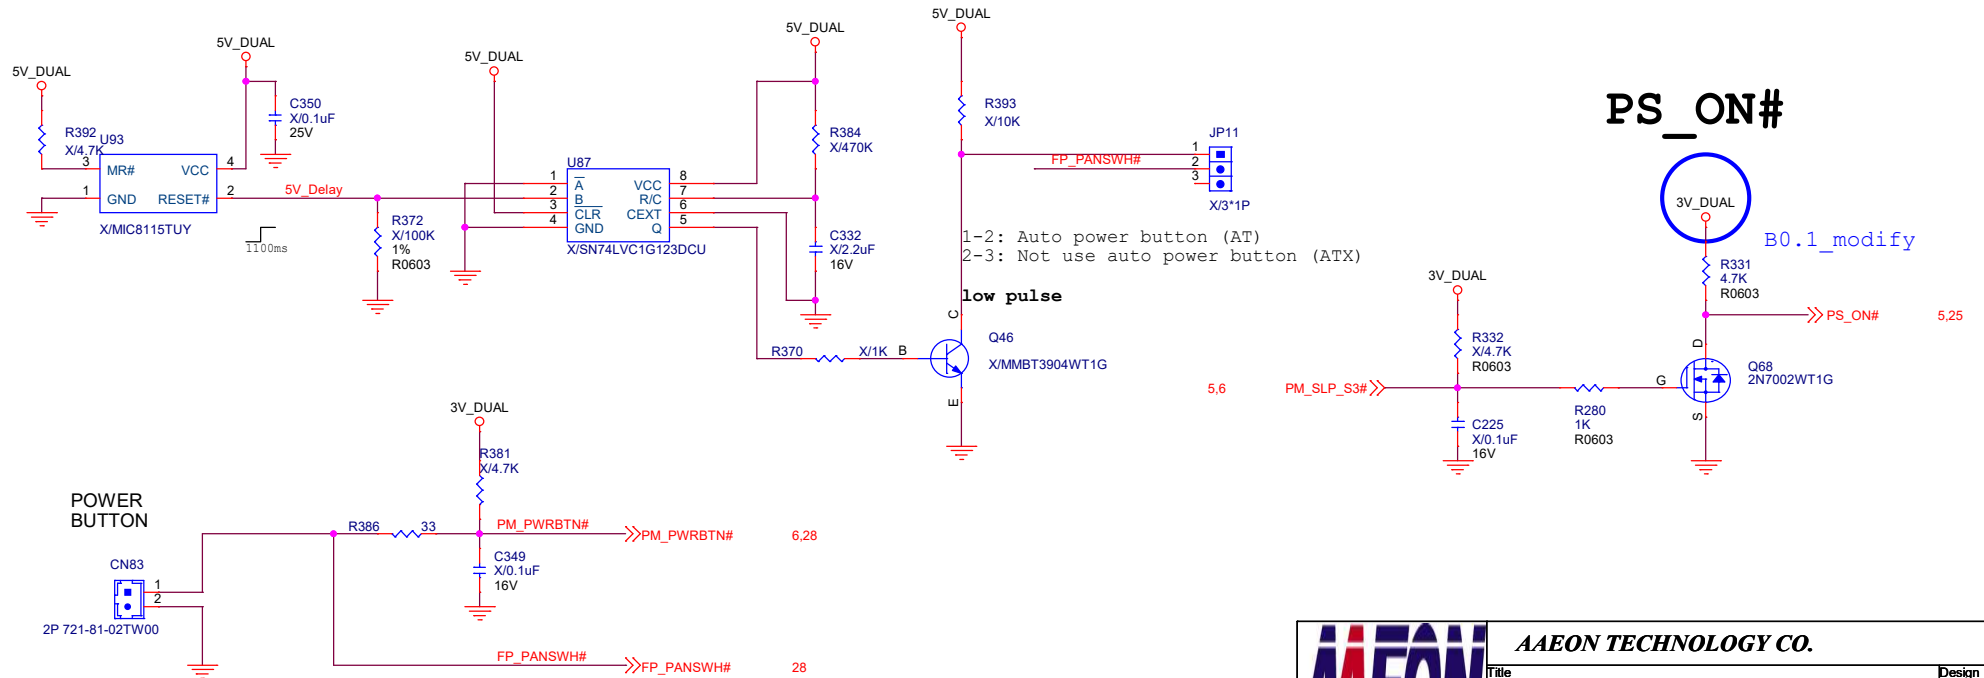 5V_DUAL
R392
X/4.7K
U93
3
MR#
VCC
4
1
GND
RESET#
2
X/MIC8115TUY
5V_DUAL
C350
X/0.1uF
25V
5V_Delay
1100ms
R372
X/100K
1%
R0603
5V_DUAL
U87
1
A
VCC
8
2
B
R/C
7
3
CLR
CEXT
6
4
GND
Q
5
X/SN74LVC1G123DCU
5V_DUAL
R384
X/470K
C332
X/2.2uF
16V
5V_DUAL
R393
X/10K
FP_PANSWH#
JP11
1
2
3
X/3*1P
1-2: Auto power button (AT)
2-3: Not use auto power button (ATX)
low pulse
C
Q46
X/MMBT3904WT1G
R370
X/1K
B
E
PS_ON#
3V_DUAL
B0.1_modify
R331
4.7K
R0603
PS_ON#
5,25
3V_DUAL
R332
X/4.7K
R0603
5,6
PM_SLP_S3#
C225
X/0.1uF
16V
R280
1K
R0603
D
G
S
Q68
2N7002WT1G
3V_DUAL
R381
X/4.7K
POWER
BUTTON
R386
33
PM_PWRBTN#
PM_PWRBTN#
6,28
C349
X/0.1uF
16V
CN83
1
2
2P 721-81-02TW00
FP_PANSWH#
FP_PANSWH#
28
AAEON
AAEON TECHNOLOGY CO.
Title
Design